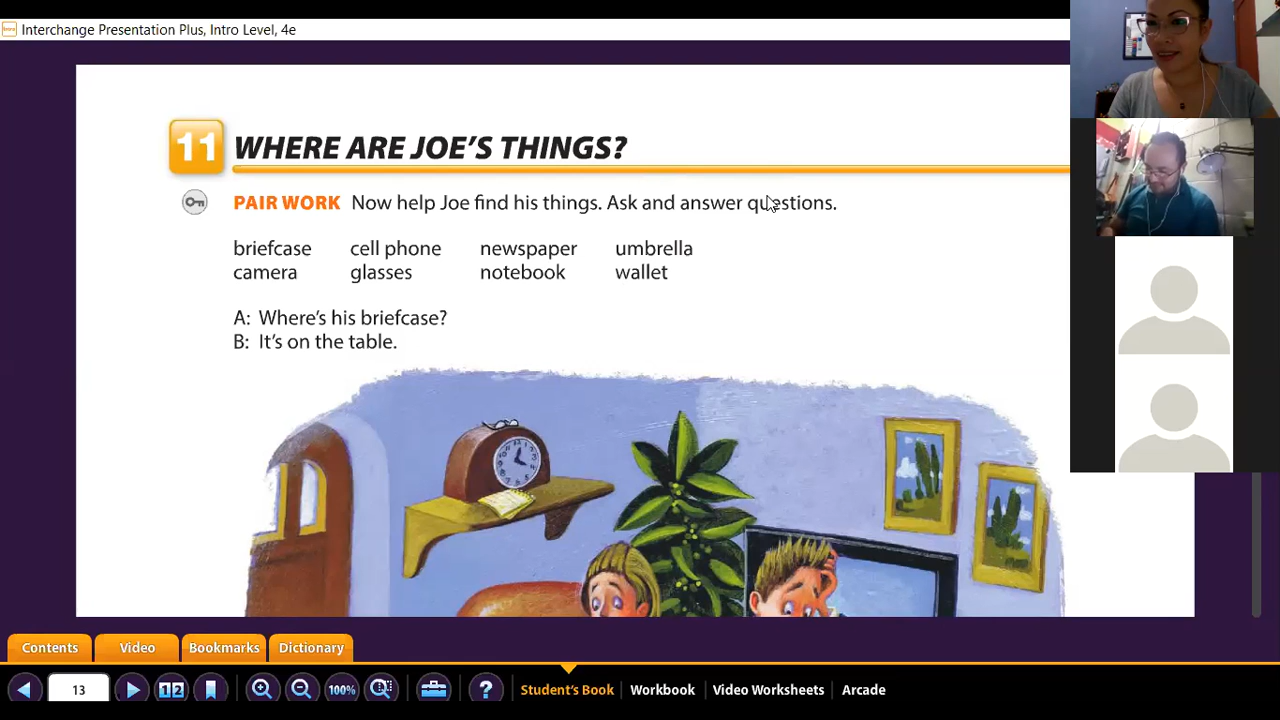 Interchange Presentation Plus, Intro Level, 4e
11 WHERE ARE JOE'S THINGS?
PAIR WORK Now help Joe find his things. Ask and answer questions.
briefcase cell phone newspaper umbrella
camera glasses notebook wallet
A: Where's his briefcase?
B: It's on the table.
Contents Video Bookmarks Dictionary
13 1 2 100% ? Student's Book Workbook Video Worksheets Arcade